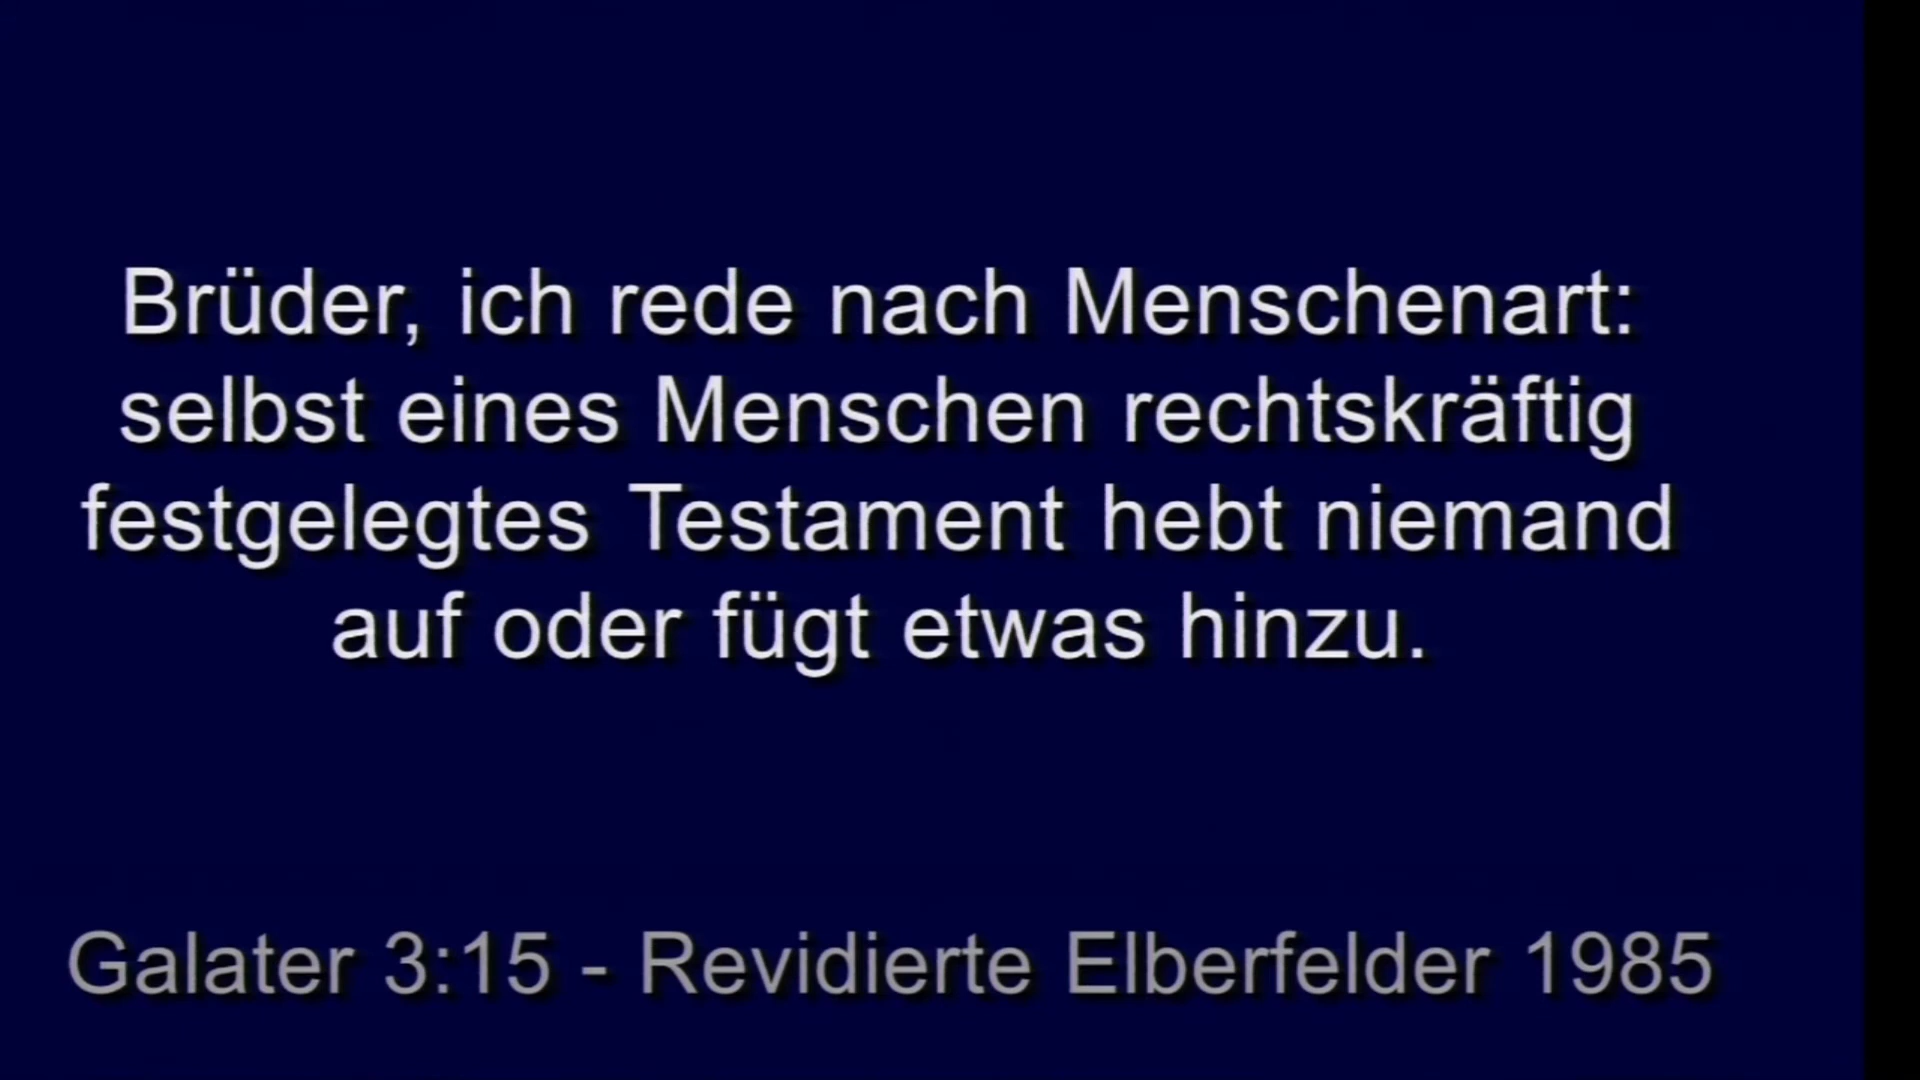 Brüder, ich rede nach Menschenart:
selbst eines Menschen rechtskräftig
festgelegtes Testament hebt niemand
auf oder fügt etwas hinzu.
Galater 3:15 - Revidierte Elberfelder 1985